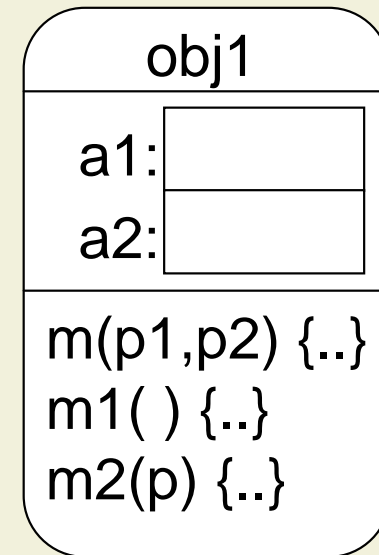 obj1
a1:
a2:
m(p1,p2) {..}
m1( ) {..}
m2(p) {..}